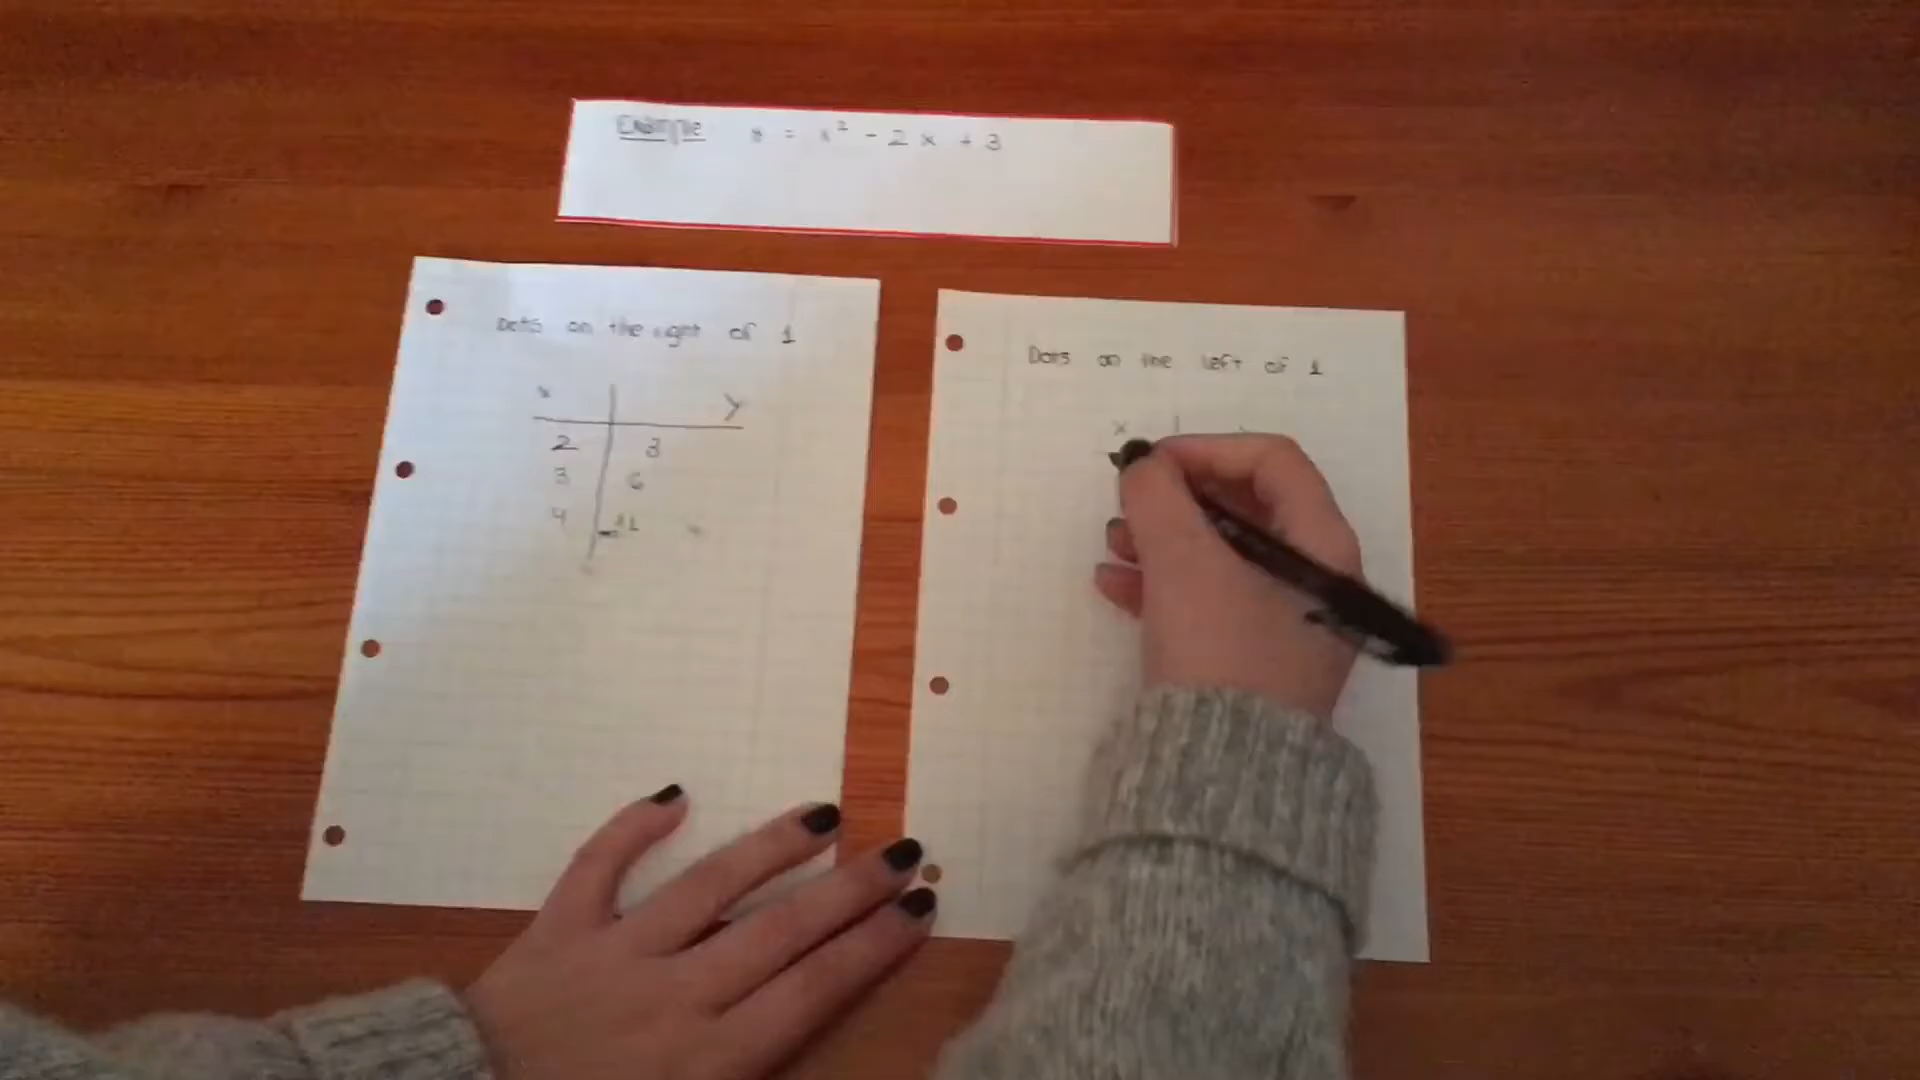 Example y = x² - 2x + 3
Dots on the right of 1
x y
2 3
3 6
4 11
Dots on the left of 1
x